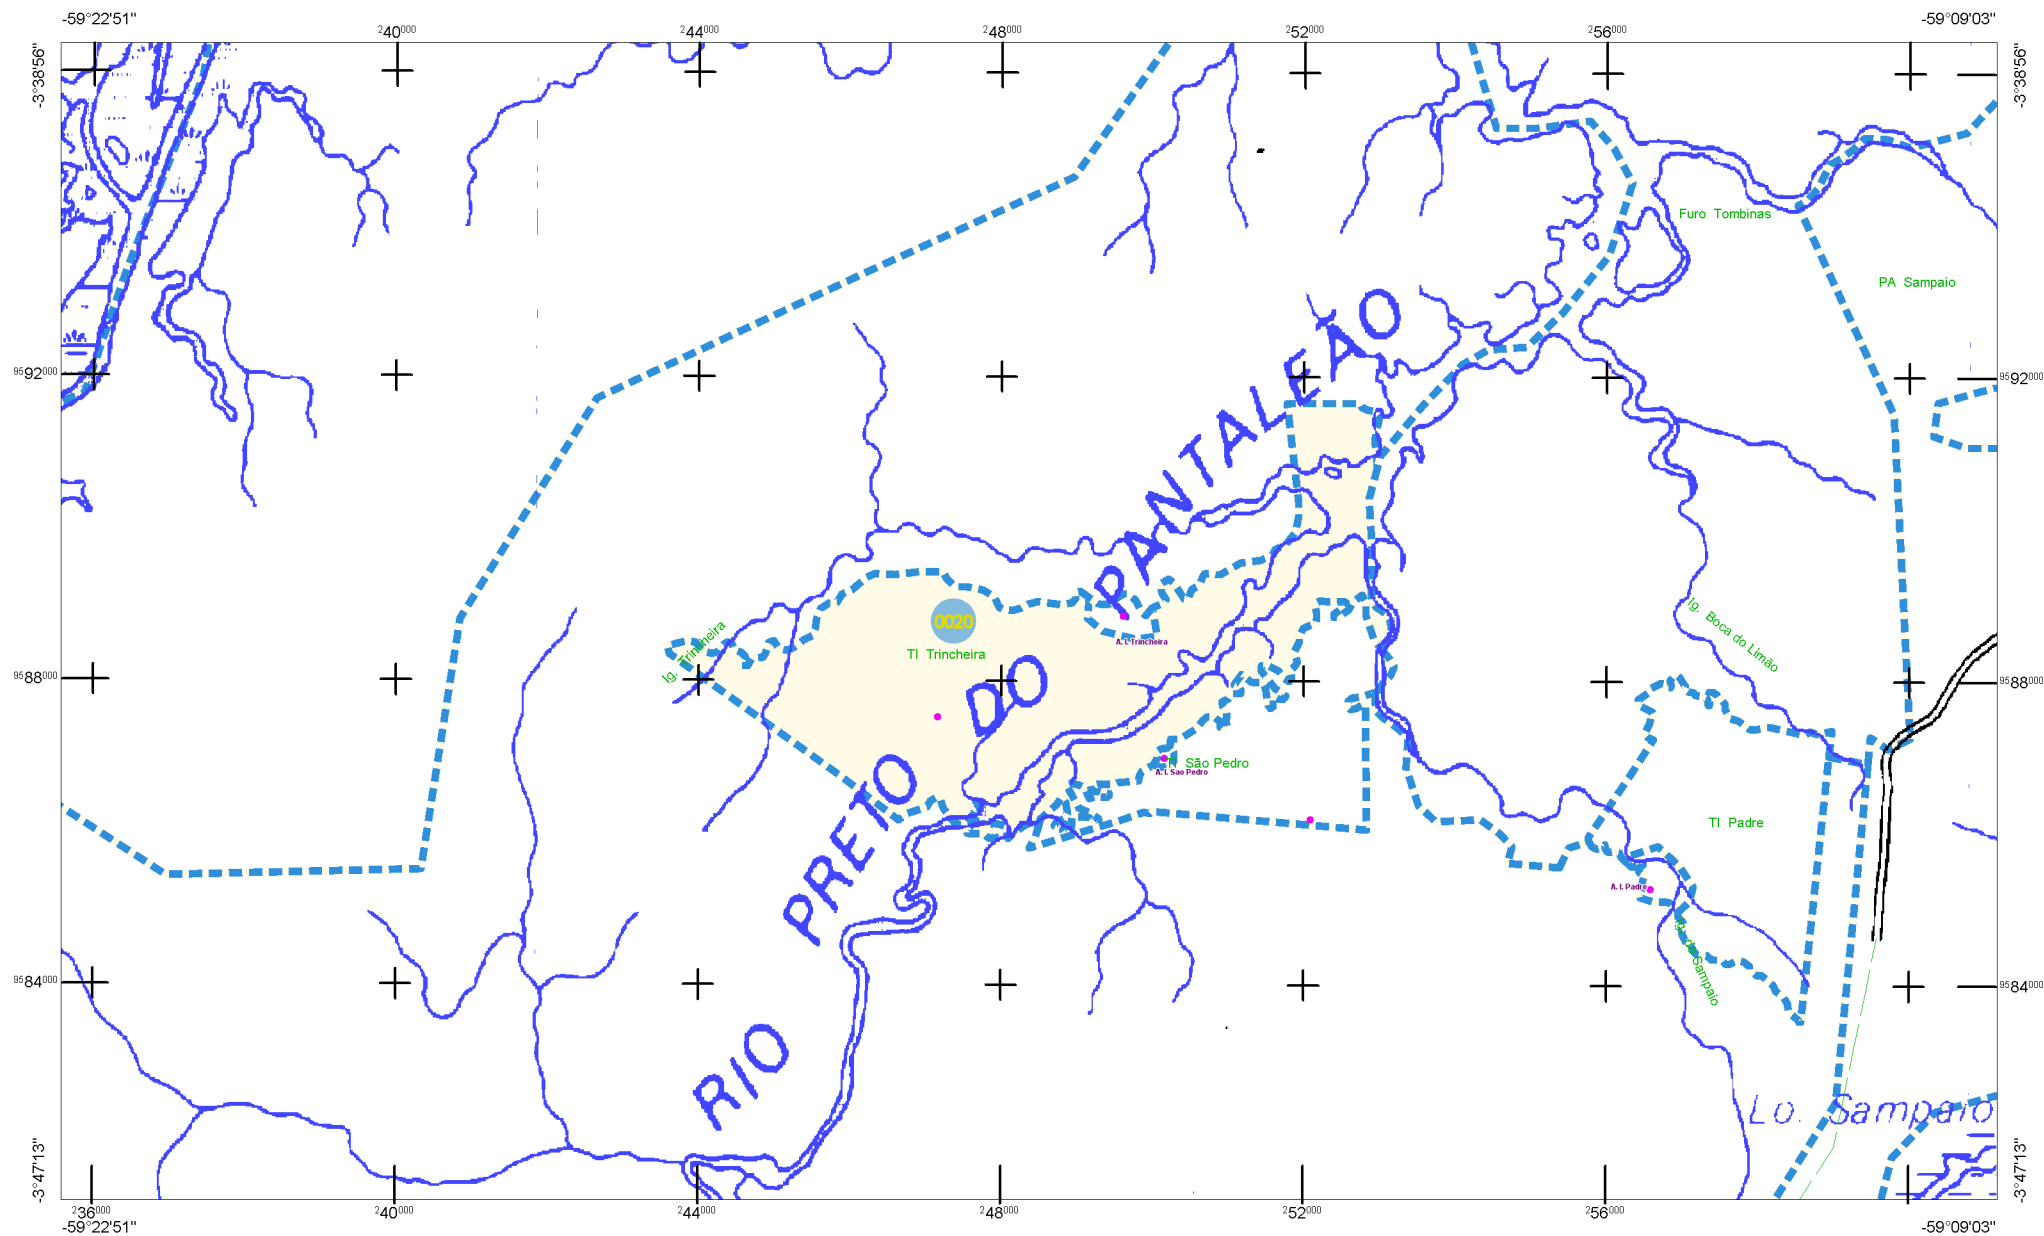 -59°22'51"
-59°09'03"
240000
244000
248000
252000
256000
-3°38'56"
-3°38'56"
Furo Tombinas
PA Sampaio
9592000
9592000
RIO PRETO DO PANTALEÃO
Ig. Trincheira
0020
TI Trincheira
A. I. Trincheira
Ig. Boca do Limão
9588000
9588000
TI São Pedro
A. I. Sao Pedro
TI Padre
A. I. Padre
Ig. do Sampaio
9584000
9584000
Lo. Sampaio
-3°47'13"
-3°47'13"
236000
240000
244000
248000
252000
256000
-59°22'51"
-59°09'03"